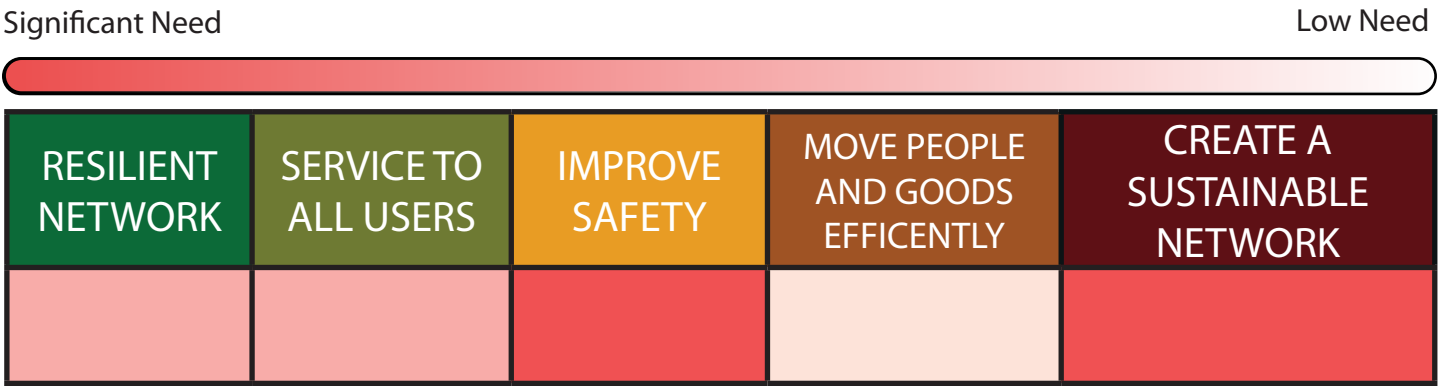 Significant Need
Low Need
RESILIENT
NETWORK
SERVICE TO
ALL USERS
IMPROVE
SAFETY
MOVE PEOPLE
AND GOODS
EFFICENTLY
CREATE A
SUSTAINABLE
NETWORK